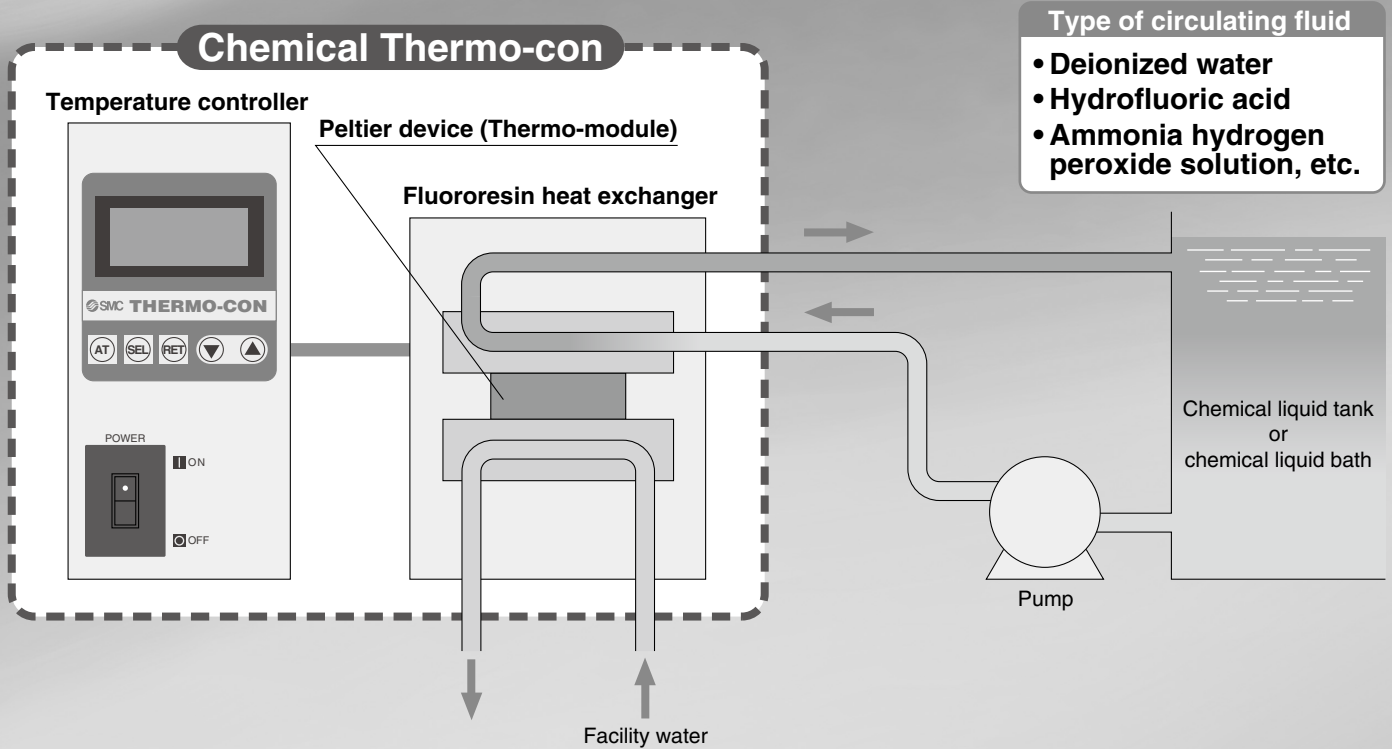 Chemical Thermo-con
Type of circulating fluid
• Deionized water
• Hydrofluoric acid
• Ammonia hydrogen
peroxide solution, etc.
Temperature controller
Peltier device (Thermo-module)
Fluororesin heat exchanger
SMC THERMO-CON
AT SEL RET
POWER
ON
OFF
Chemical liquid tank
or
chemical liquid bath
Pump
Facility water